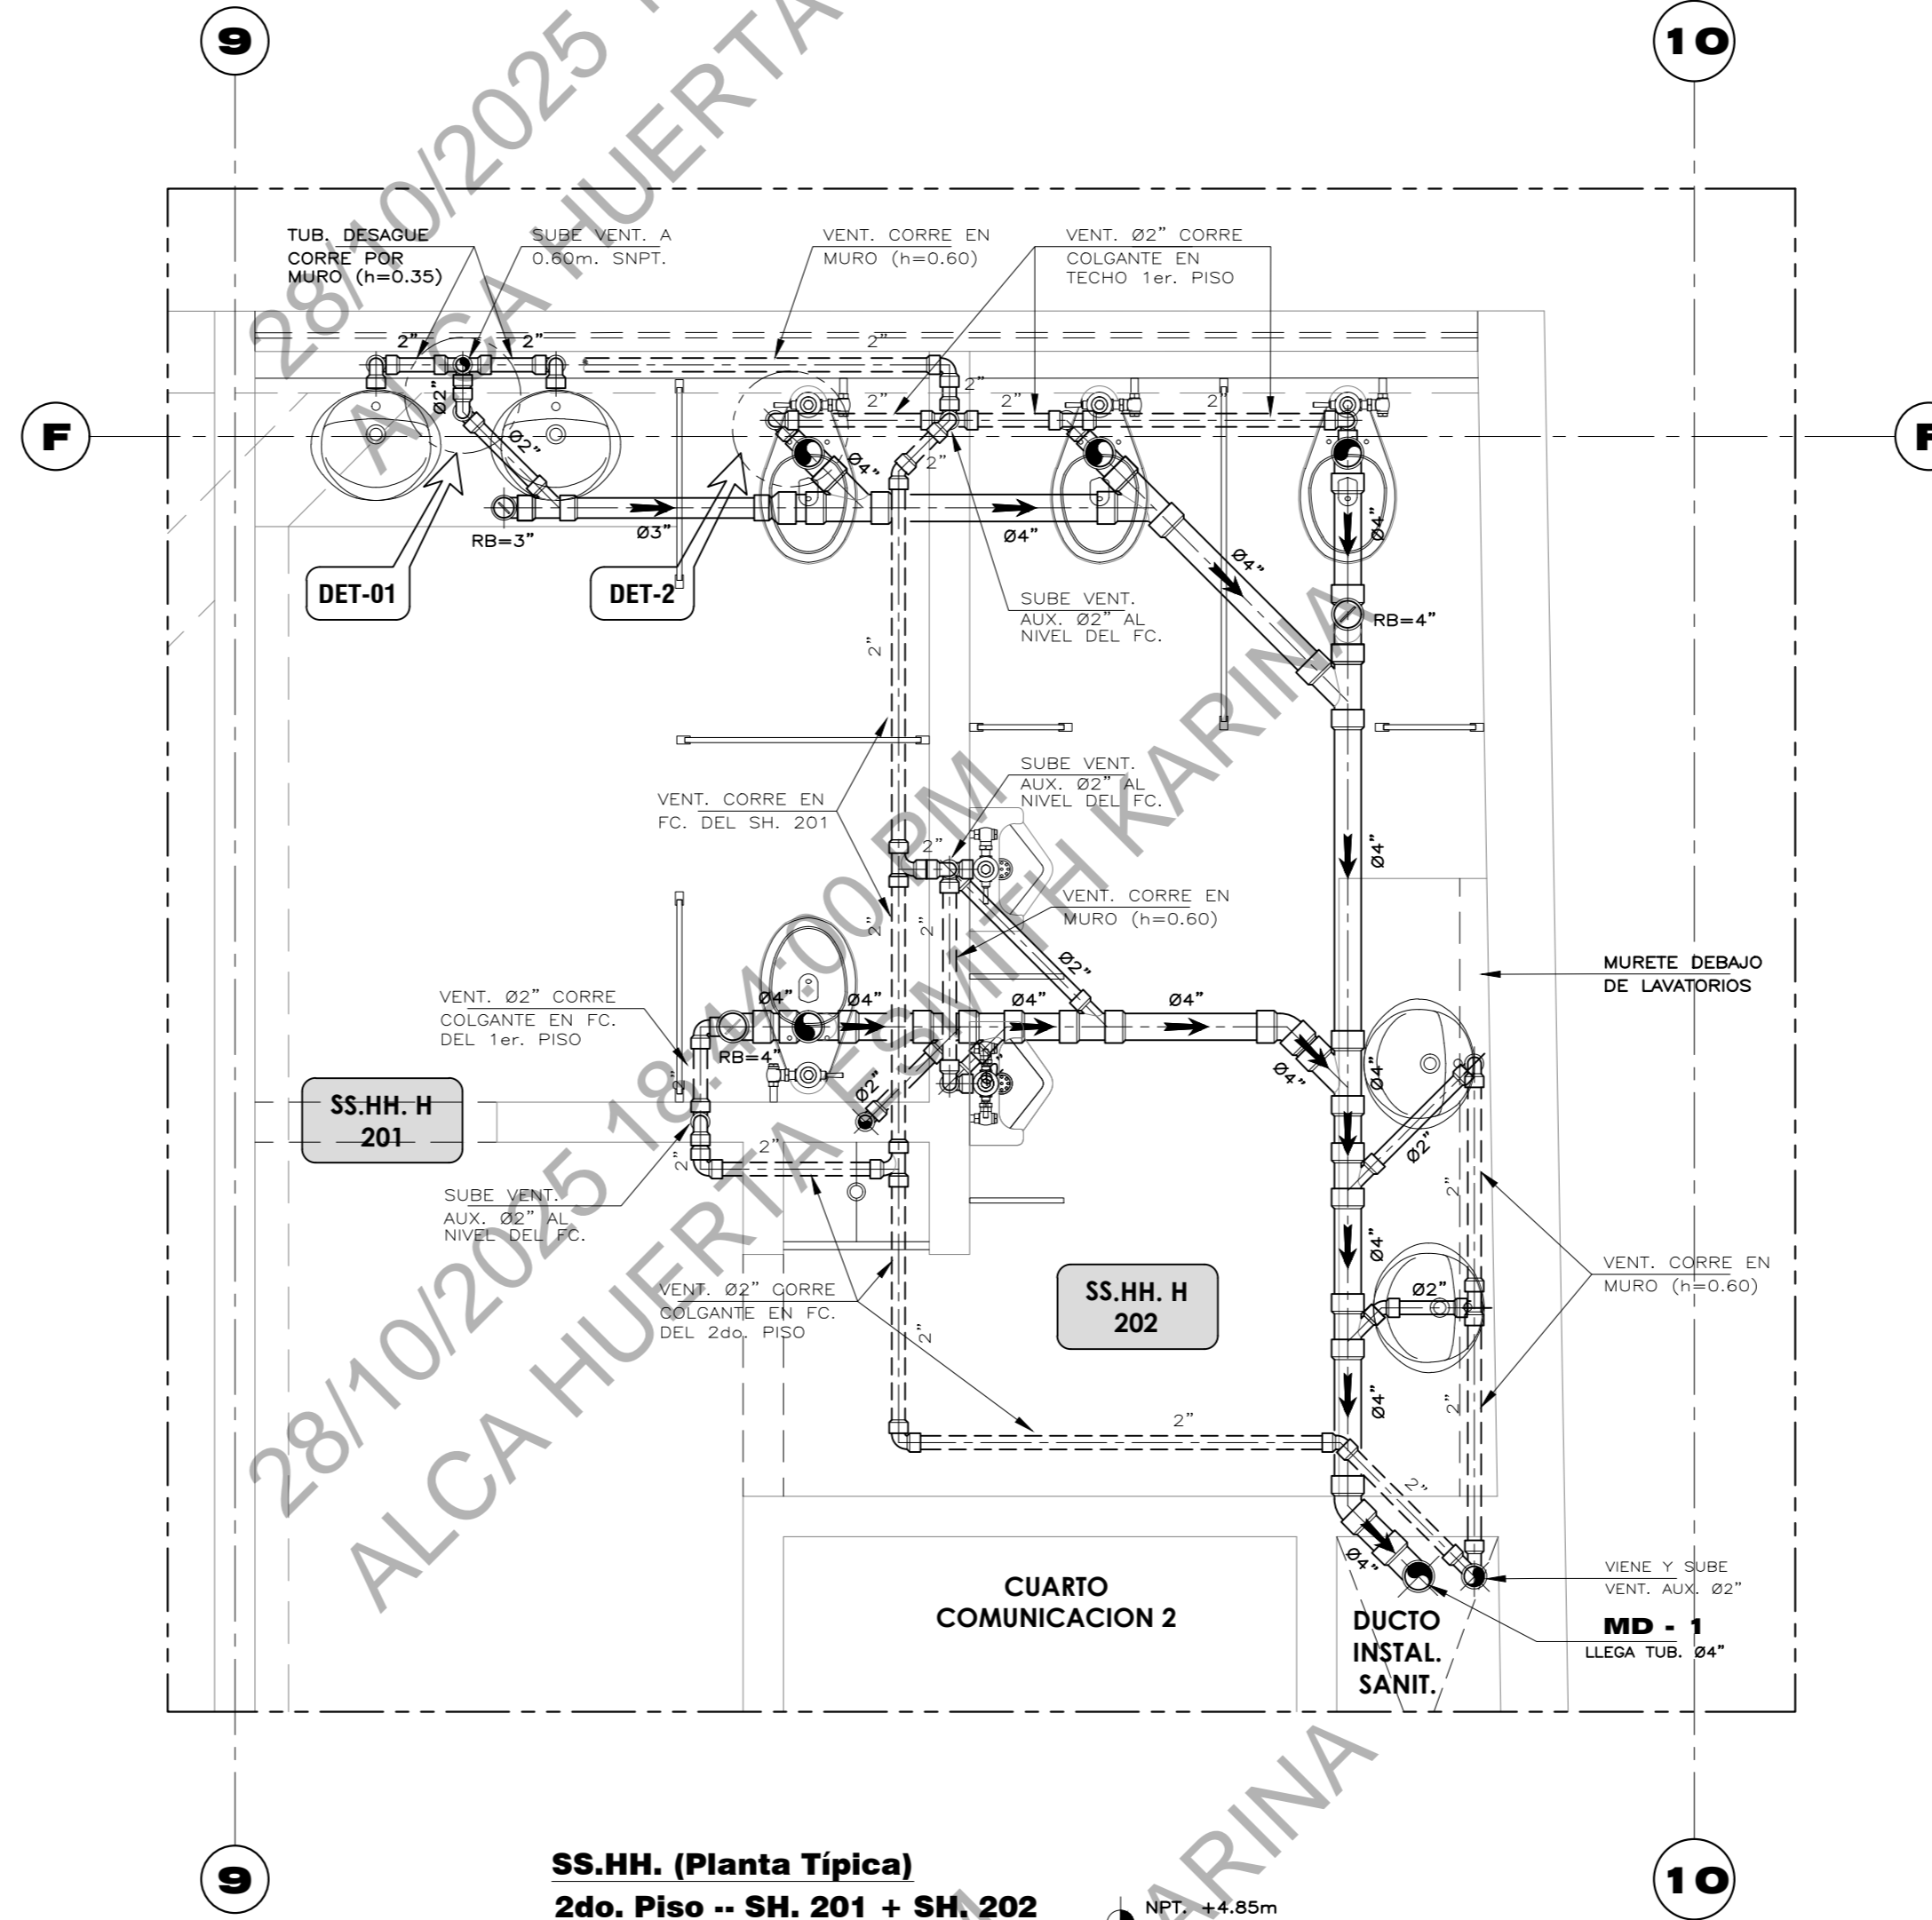 9
10
28/10/2025 1
ALCA HUERTA
TUB. DESAGUE
CORRE POR
MURO (h=0.35)
SUBE VENT. A
0.60m. SNPT.
VENT. CORRE EN
MURO (h=0.60)
VENT. Ø2" CORRE
COLGANTE EN
TECHO 1er. PISO
2"
2"
2"
Ø2"
2"
2"
2"
2"
F
F
Ø2"
Ø4"
2"
RB=3"
Ø3"
Ø4"
Ø4"
Ø4"
DET-01
DET-2
SUBE VENT.
AUX. Ø2" AL
NIVEL DEL FC.
RB=4"
2"
SUBE VENT.
AUX. Ø2" AL
NIVEL DEL FC.
VENT. CORRE EN
FC. DEL SH. 201
2"
Ø4"
VENT. CORRE EN
MURO (h=0.60)
2"
2"
Ø2"
MURETE DEBAJO
DE LAVATORIOS
VENT. Ø2" CORRE
COLGANTE EN FC.
DEL 1er. PISO
Ø4"
Ø4"
Ø4"
Ø4"
RB=4"
2"
Ø2"
Ø4"
Ø4"
SS.HH. H
201
2"
2"
Ø2"
2"
SUBE VENT.
AUX. Ø2" AL
NIVEL DEL FC.
Ø4"
VENT. CORRE EN
MURO (h=0.60)
VENT. Ø2" CORRE
COLGANTE EN FC.
DEL 2do. PISO
2"
SS.HH. H
202
Ø2"
Ø4"
2"
2"
2"
28/10/2025 18:44:00 PM
ALCA HUERTA ESMITH KARINA
Ø4"
CUARTO
COMUNICACION 2
DUCTO
INSTAL.
SANIT.
VIENE Y SUBE
VENT. AUX. Ø2"
MD - 1
LLEGA TUB. Ø4"
9
10
SS.HH. (Planta Típica)
2do. Piso -- SH. 201 + SH. 202
NPT. +4.85m
ARINA